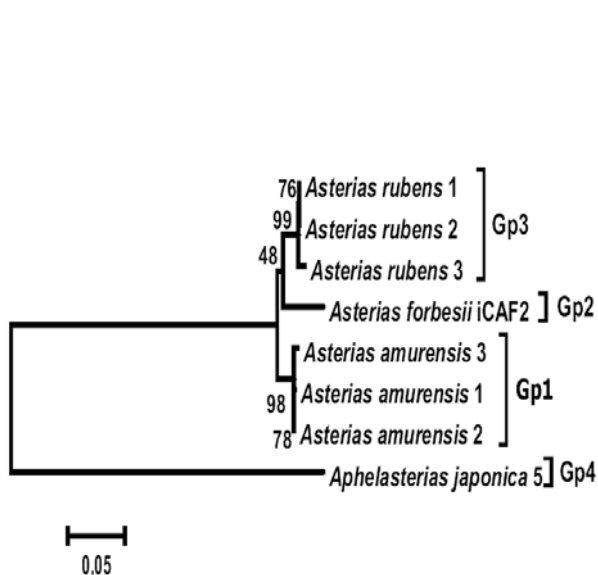 76 Asterias rubens 1
99 Asterias rubens 2 Gp3
48
Asterias rubens 3
Asterias forbesii iCAF2 Gp2
Asterias amurensis 3
Asterias amurensis 1 Gp1
98
78 Asterias amurensis 2
Aphelasterias japonica 5 Gp4
0.05